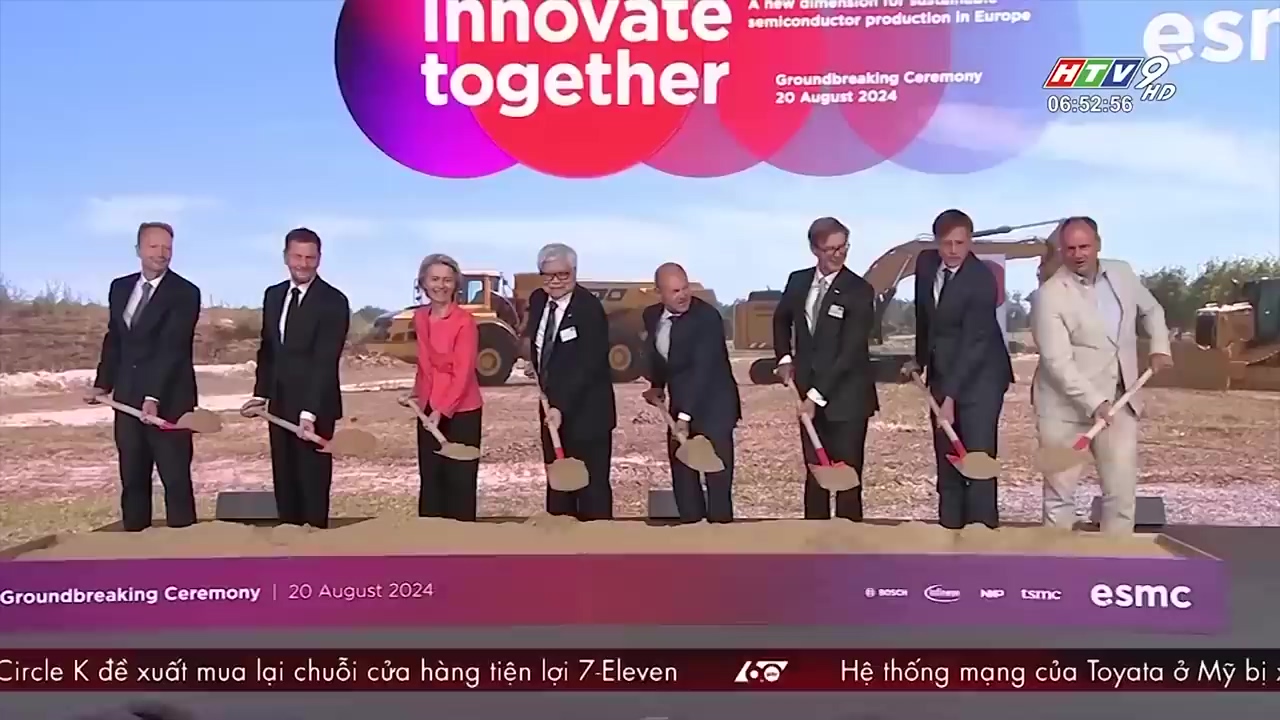 Innovate
together
A new dimension for sustainable
semiconductor production in Europe
Groundbreaking Ceremony
20 August 2024
HTV9
HD
06:52:56
Groundbreaking Ceremony | 20 August 2024
BOSCH
infineon
NXP
tsmc
esmc
Circle K đề xuất mua lại chuỗi cửa hàng tiện lợi 7-Eleven
60
Hệ thống mạng của Toyata ở Mỹ bị